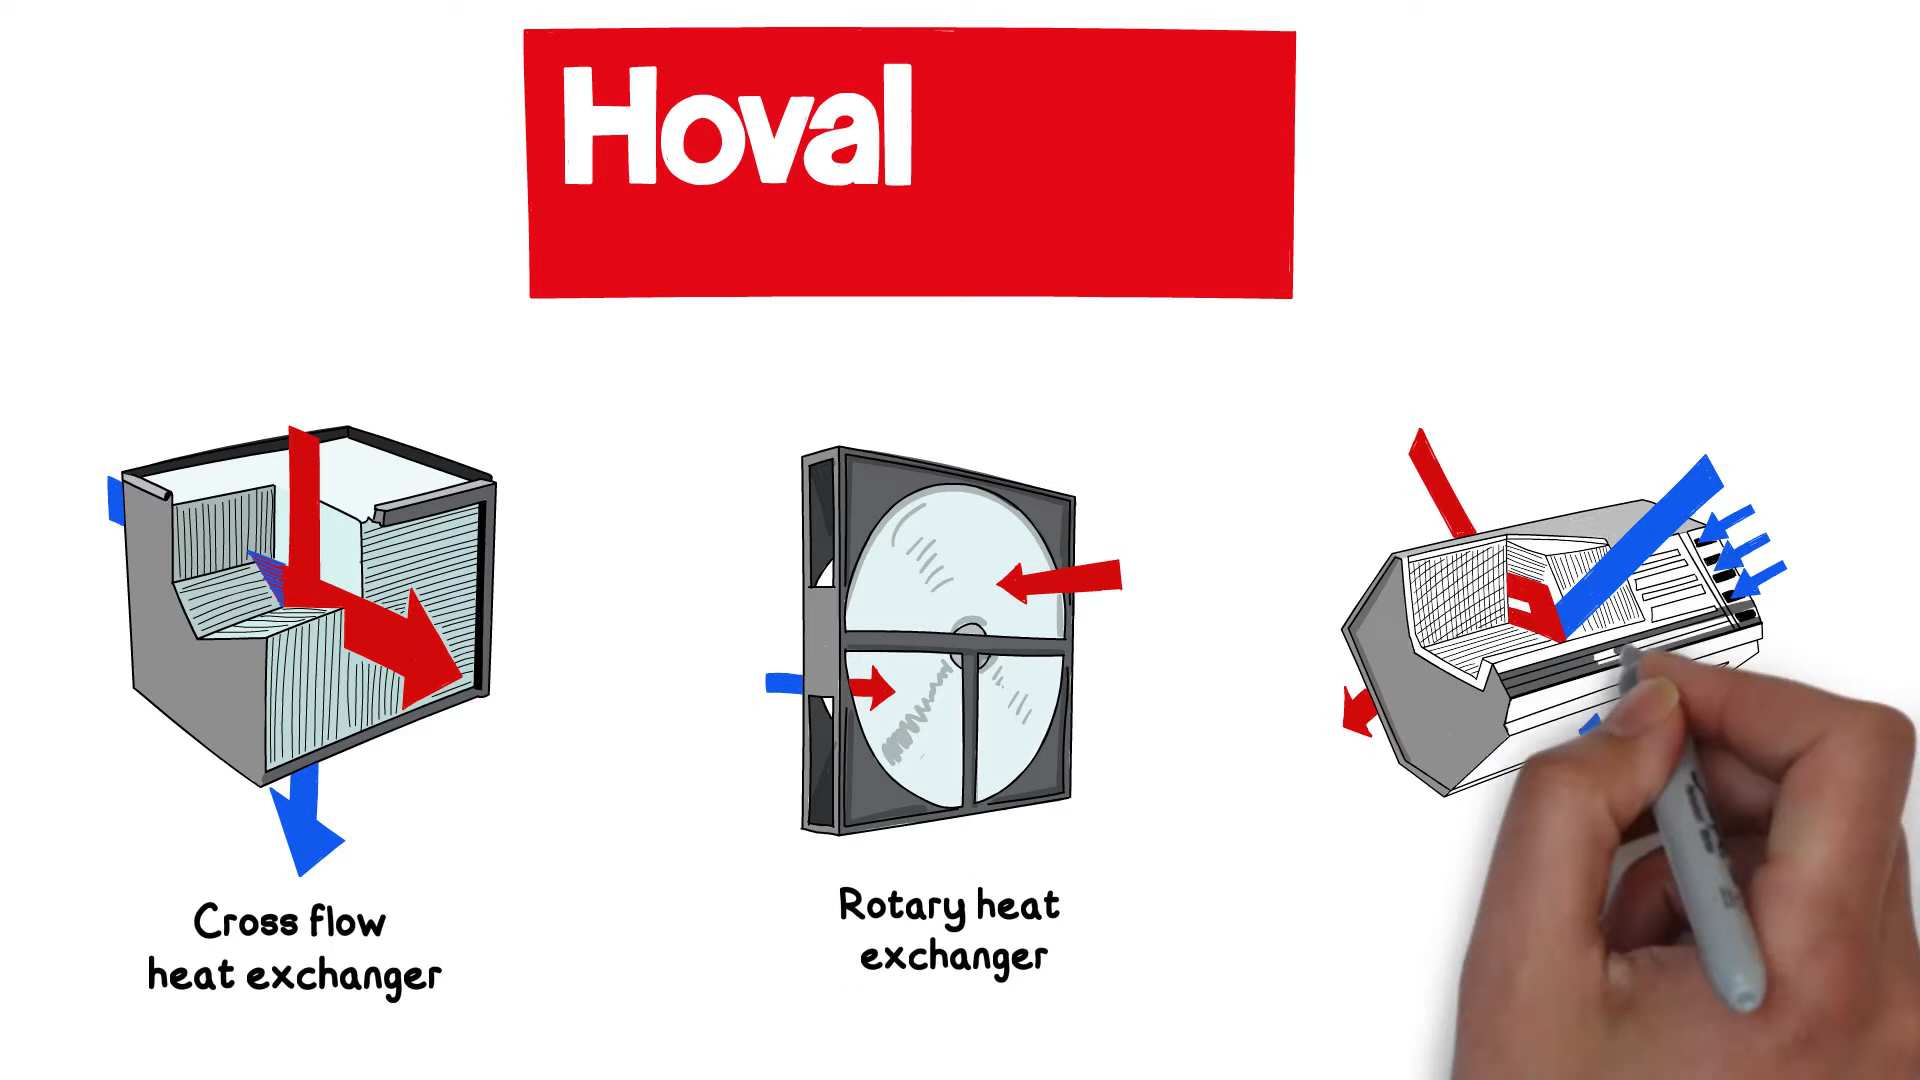 Hoval
Cross flow
heat exchanger
Rotary heat
exchanger